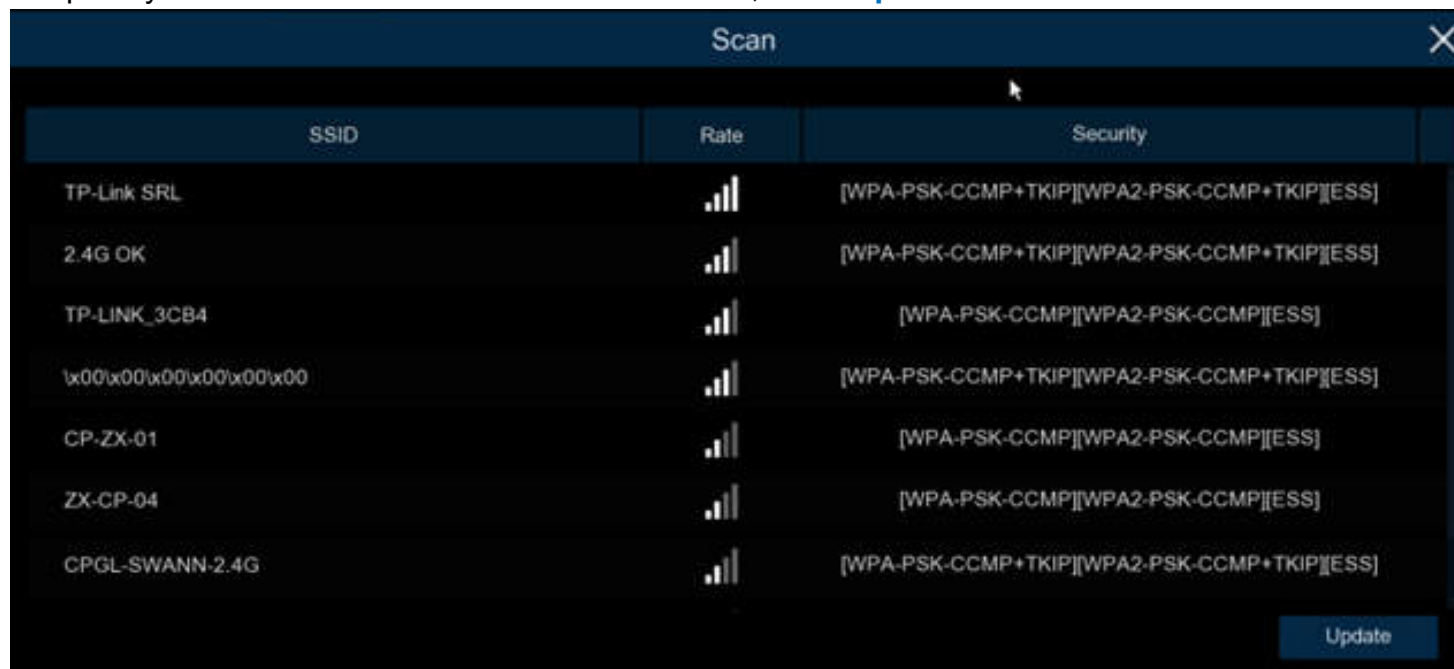 Scan
SSID Rate Security
TP-Link SRL [WPA-PSK-CCMP+TKIP][WPA2-PSK-CCMP+TKIP][ESS]
2.4G OK [WPA-PSK-CCMP+TKIP][WPA2-PSK-CCMP+TKIP][ESS]
TP-LINK_3CB4 [WPA-PSK-CCMP][WPA2-PSK-CCMP][ESS]
\x00\x00\x00\x00\x00\x00 [WPA-PSK-CCMP+TKIP][WPA2-PSK-CCMP+TKIP][ESS]
CP-ZX-01 [WPA-PSK-CCMP][WPA2-PSK-CCMP][ESS]
ZX-CP-04 [WPA-PSK-CCMP][WPA2-PSK-CCMP][ESS]
CPGL-SWANN-2.4G [WPA-PSK-CCMP+TKIP][WPA2-PSK-CCMP+TKIP][ESS]
Update